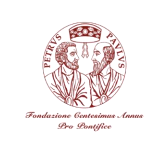 PETRVS PAVLVS
Fondazione Centesimus Annus
Pro Pontifice